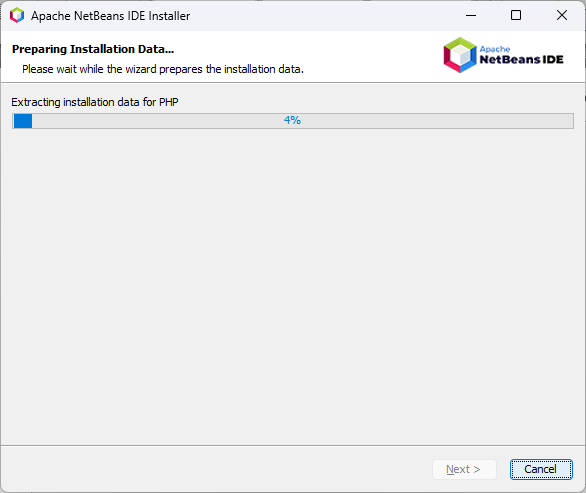 Apache NetBeans IDE Installer
Preparing Installation Data...
Please wait while the wizard prepares the installation data.
Apache
NetBeans IDE
Extracting installation data for PHP
4%
Next >
Cancel